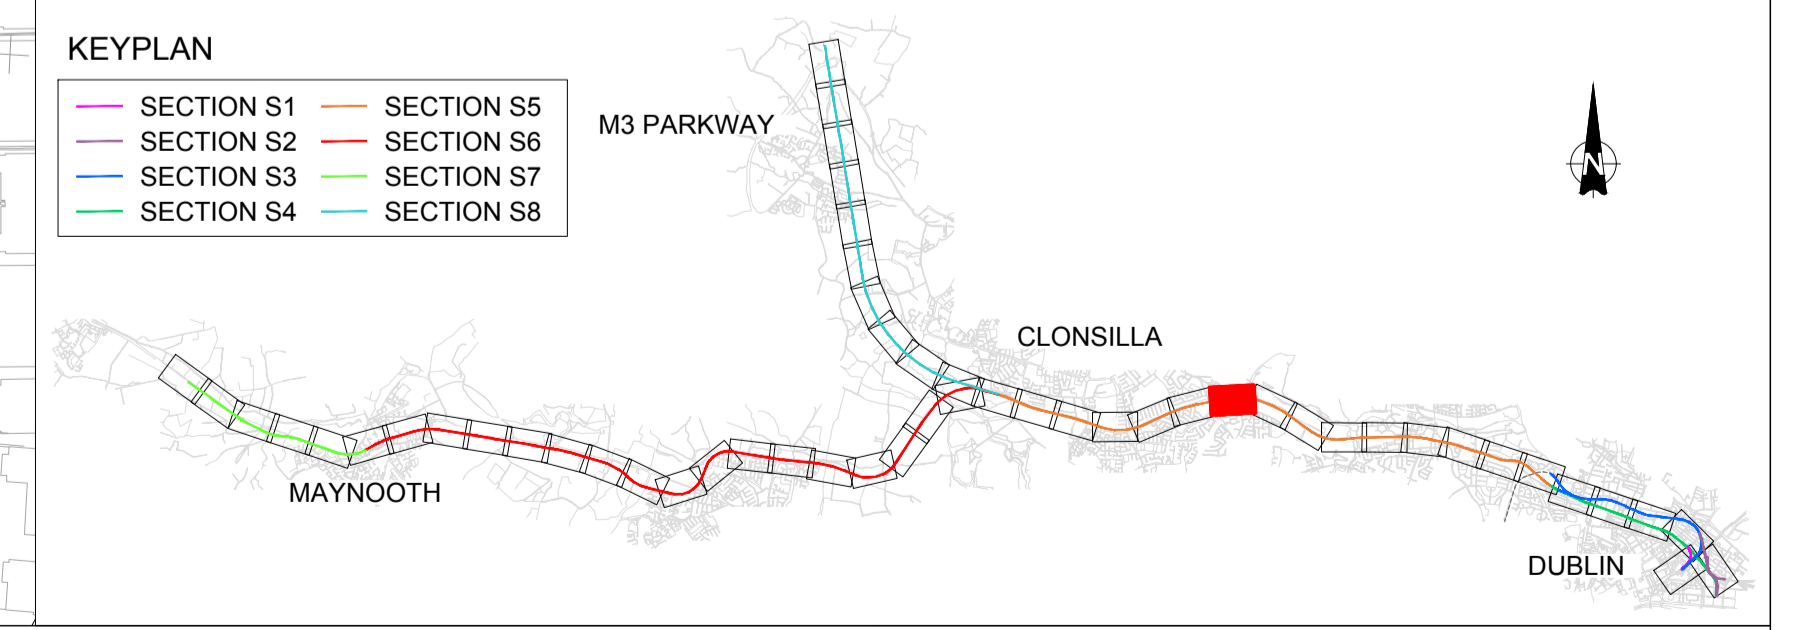 KEYPLAN
SECTION S1 SECTION S5
SECTION S2 SECTION S6
SECTION S3 SECTION S7
SECTION S4 SECTION S8
M3 PARKWAY
N
CLONSILLA
MAYNOOTH
DUBLIN